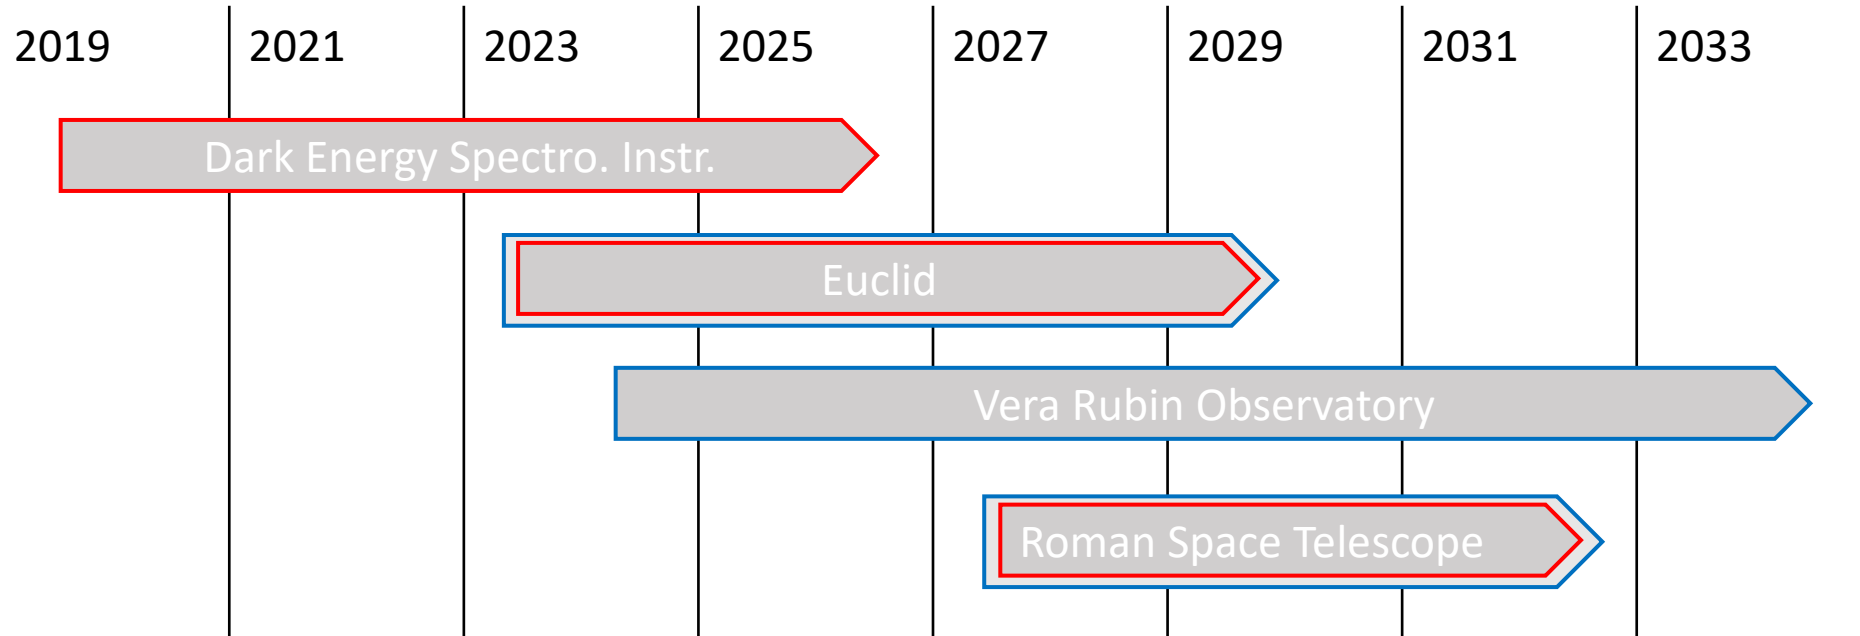 2019 2021 2023 2025 2027 2029 2031 2033
Dark Energy Spectro. Instr.
Euclid
Vera Rubin Observatory
Roman Space Telescope